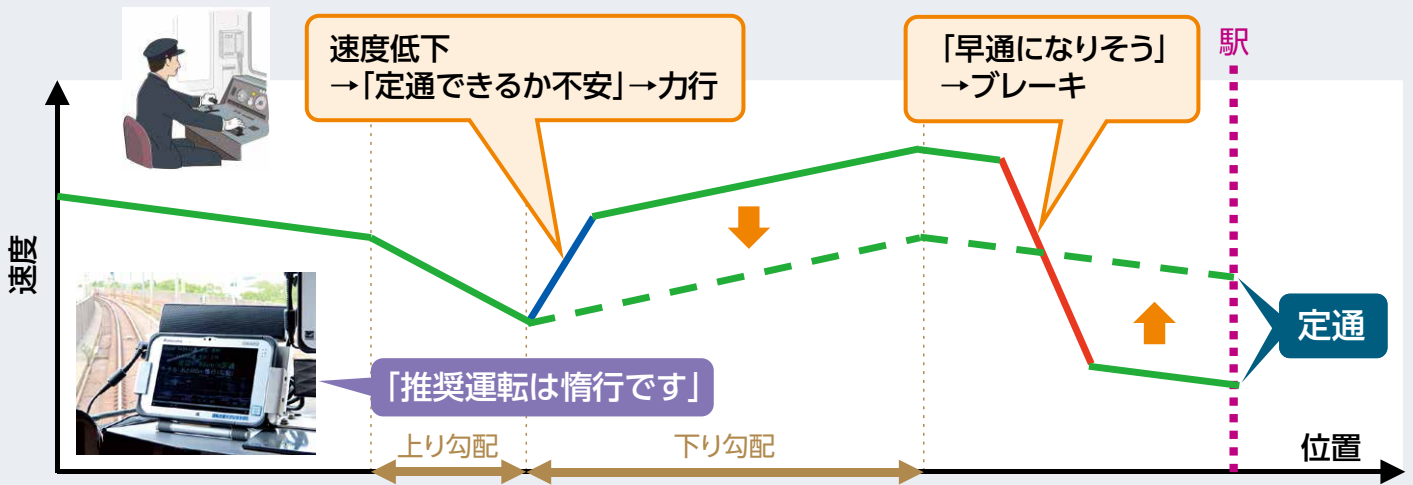 速度低下
→「定通できるか不安」→力行
「早通になりそう」
→ブレーキ
駅
速度
定通
「推奨運転は惰行です」
上り勾配
下り勾配
位置